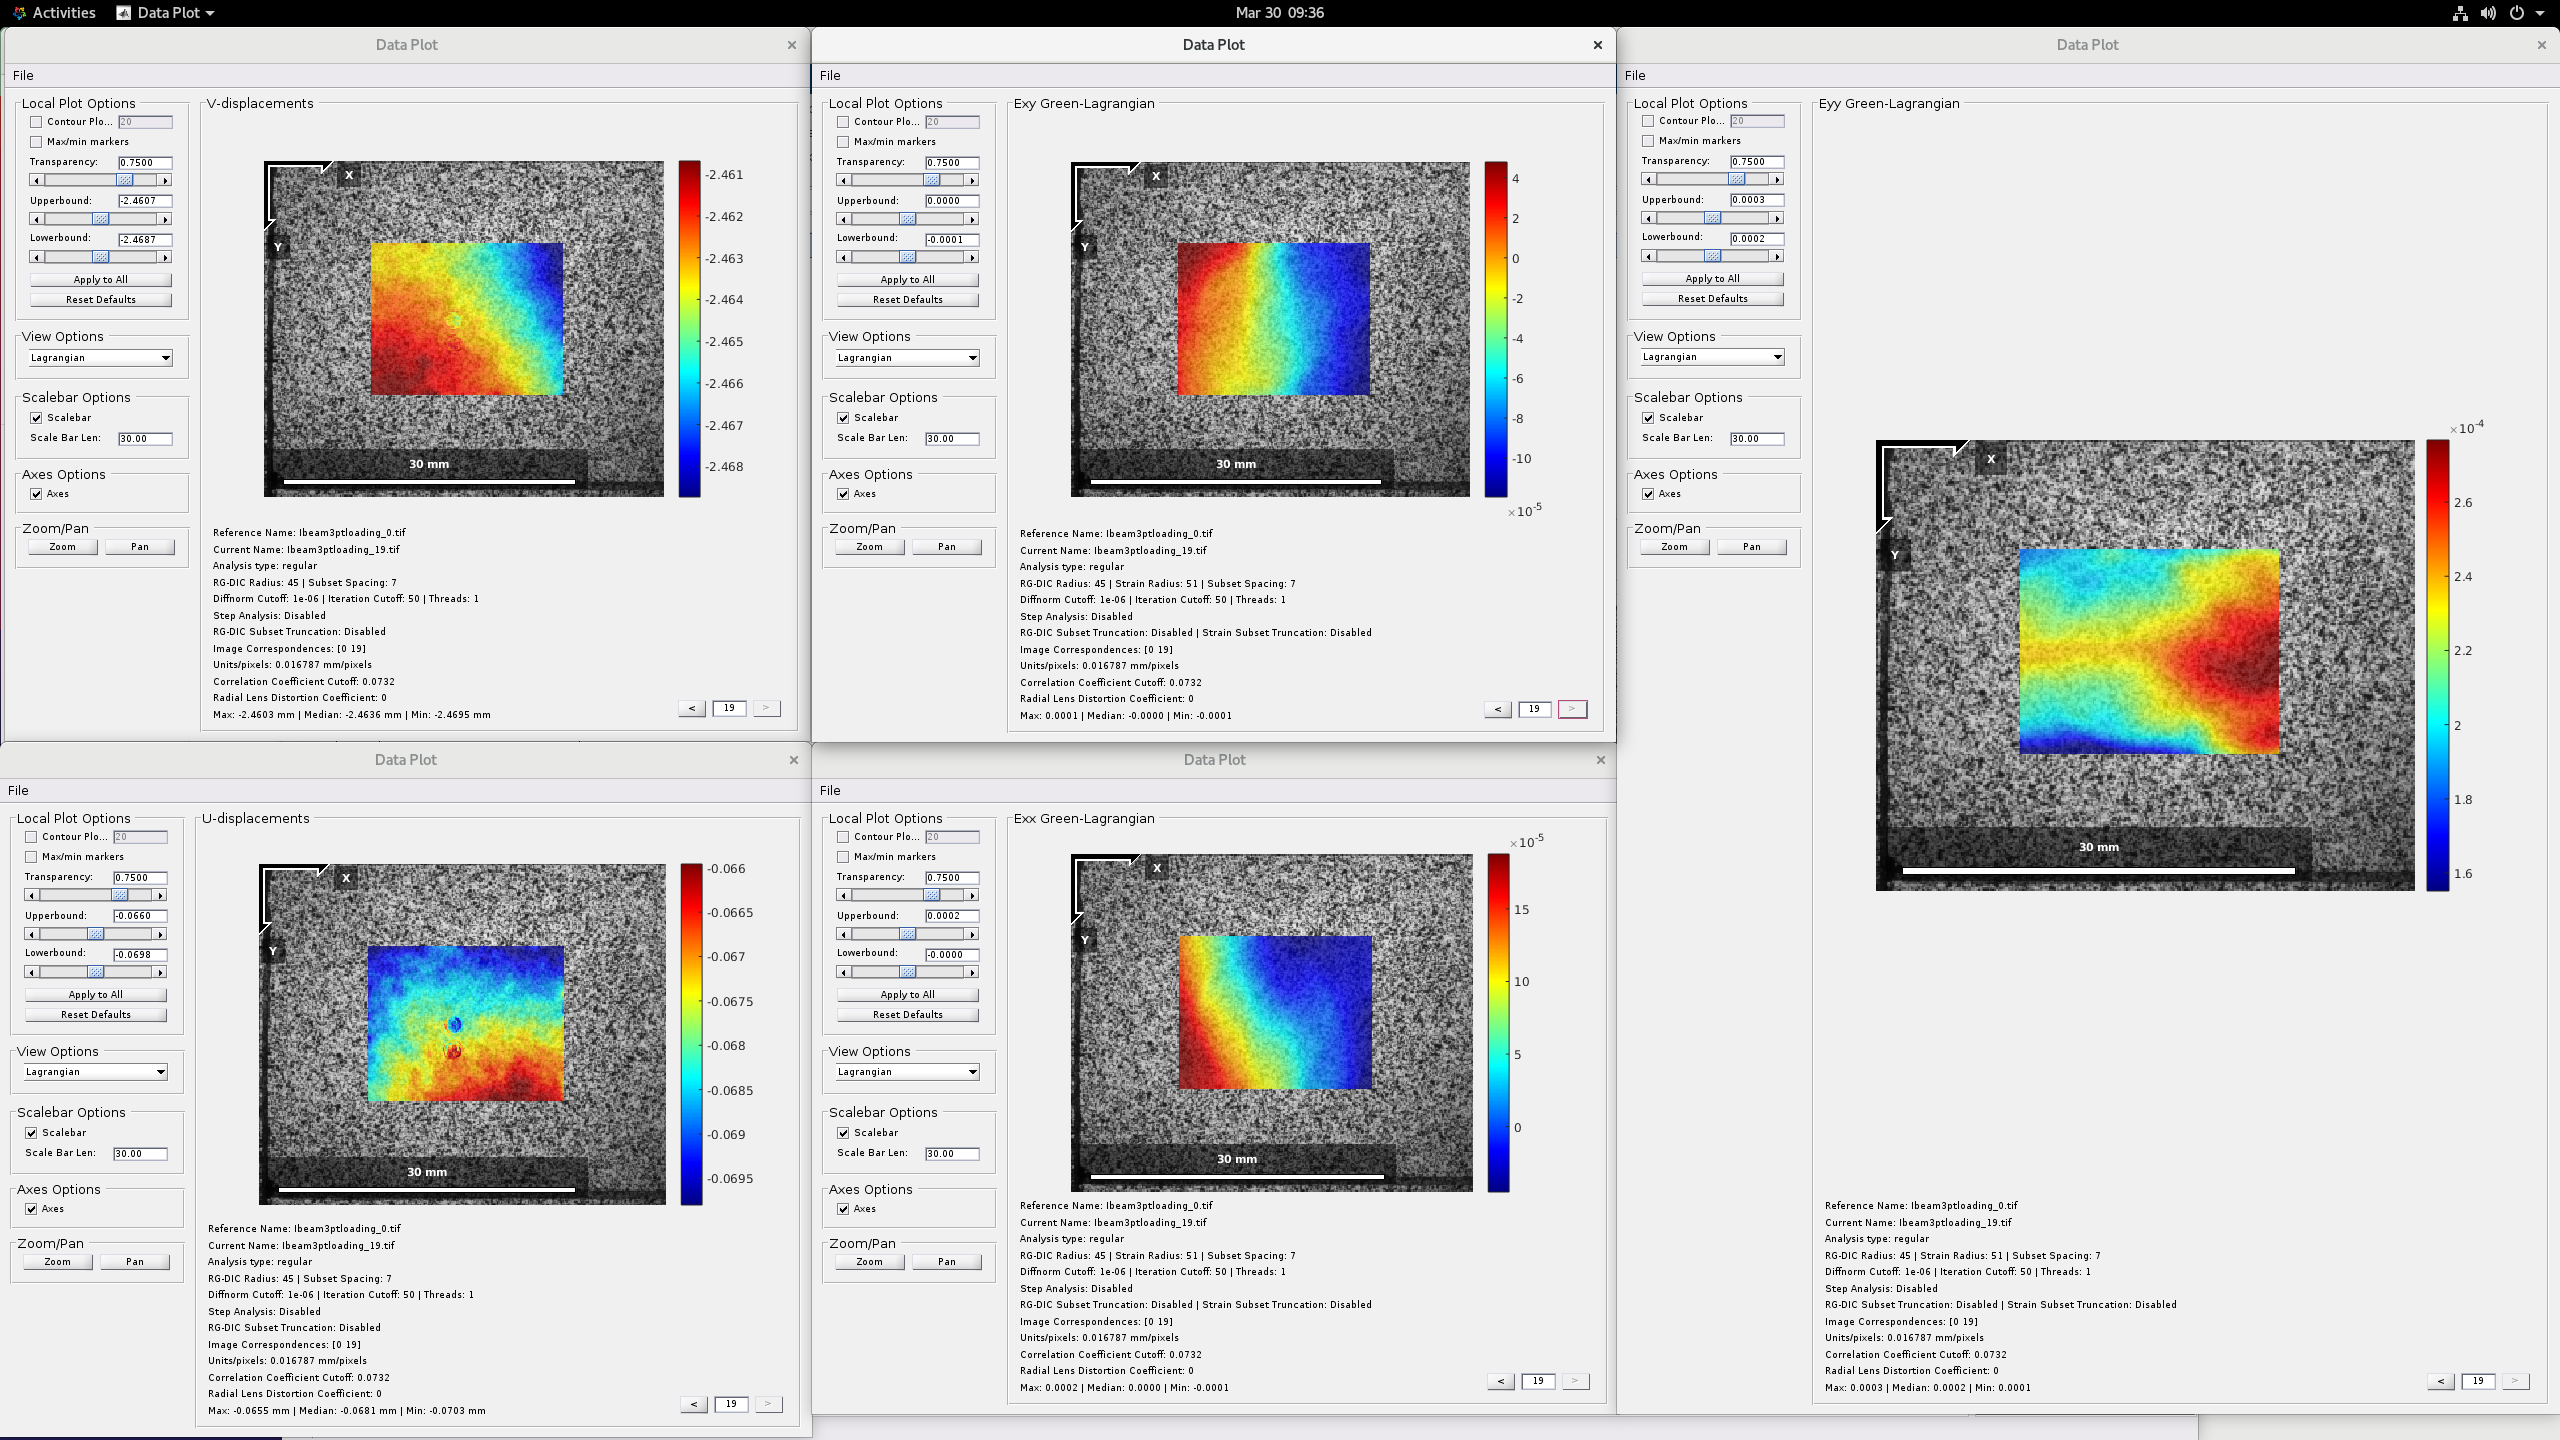 Activities
Data Plot
Mar 30 09:36
Data Plot
File
Local Plot Options
Contour Plo... 20
Max/min markers
Transparency: 0.7500
Upperbound: -2.4607
Lowerbound: -2.4687
Apply to All
Reset Defaults
View Options
Lagrangian
Scalebar Options
Scalebar
Scale Bar Len: 30.00
Axes Options
Axes
Zoom/Pan
Zoom Pan
V-displacements
X
Y
30 mm
-2.461
-2.462
-2.463
-2.464
-2.465
-2.466
-2.467
-2.468
Reference Name: Ibeam3ptloading_0.tif
Current Name: Ibeam3ptloading_19.tif
Analysis type: regular
RG-DIC Radius: 45 | Subset Spacing: 7
Diffnorm Cutoff: 1e-06 | Iteration Cutoff: 50 | Threads: 1
Step Analysis: Disabled
RG-DIC Subset Truncation: Disabled
Image Correspondences: [0 19]
Units/pixels: 0.016787 mm/pixels
Correlation Coefficient Cutoff: 0.0732
Radial Lens Distortion Coefficient: 0
Max: -2.4603 mm | Median: -2.4636 mm | Min: -2.4695 mm
< 19 >
Data Plot
File
Local Plot Options
Contour Plo... 20
Max/min markers
Transparency: 0.7500
Upperbound: 0.0000
Lowerbound: -0.0001
Apply to All
Reset Defaults
View Options
Lagrangian
Scalebar Options
Scalebar
Scale Bar Len: 30.00
Axes Options
Axes
Zoom/Pan
Zoom Pan
Exy Green-Lagrangian
X
Y
30 mm
4
2
0
-2
-4
-6
-8
-10
×10-5
Reference Name: Ibeam3ptloading_0.tif
Current Name: Ibeam3ptloading_19.tif
Analysis type: regular
RG-DIC Radius: 45 | Strain Radius: 51 | Subset Spacing: 7
Diffnorm Cutoff: 1e-06 | Iteration Cutoff: 50 | Threads: 1
Step Analysis: Disabled
RG-DIC Subset Truncation: Disabled | Strain Subset Truncation: Disabled
Image Correspondences: [0 19]
Units/pixels: 0.016787 mm/pixels
Correlation Coefficient Cutoff: 0.0732
Radial Lens Distortion Coefficient: 0
Max: 0.0001 | Median: -0.0000 | Min: -0.0001
< 19 >
Data Plot
File
Local Plot Options
Contour Plo... 20
Max/min markers
Transparency: 0.7500
Upperbound: 0.0003
Lowerbound: 0.0002
Apply to All
Reset Defaults
View Options
Lagrangian
Scalebar Options
Scalebar
Scale Bar Len: 30.00
Axes Options
Axes
Zoom/Pan
Zoom Pan
Eyy Green-Lagrangian
×10-4
X
Y
30 mm
2.6
2.4
2.2
2
1.8
1.6
Reference Name: Ibeam3ptloading_0.tif
Current Name: Ibeam3ptloading_19.tif
Analysis type: regular
RG-DIC Radius: 45 | Strain Radius: 51 | Subset Spacing: 7
Diffnorm Cutoff: 1e-06 | Iteration Cutoff: 50 | Threads: 1
Step Analysis: Disabled
RG-DIC Subset Truncation: Disabled | Strain Subset Truncation: Disabled
Image Correspondences: [0 19]
Units/pixels: 0.016787 mm/pixels
Correlation Coefficient Cutoff: 0.0732
Radial Lens Distortion Coefficient: 0
Max: 0.0003 | Median: 0.0002 | Min: 0.0001
< 19 >
Data Plot
File
Local Plot Options
Contour Plo... 20
Max/min markers
Transparency: 0.7500
Upperbound: -0.0660
Lowerbound: -0.0698
Apply to All
Reset Defaults
View Options
Lagrangian
Scalebar Options
Scalebar
Scale Bar Len: 30.00
Axes Options
Axes
Zoom/Pan
Zoom Pan
U-displacements
X
Y
30 mm
-0.066
-0.0665
-0.067
-0.0675
-0.068
-0.0685
-0.069
-0.0695
Reference Name: Ibeam3ptloading_0.tif
Current Name: Ibeam3ptloading_19.tif
Analysis type: regular
RG-DIC Radius: 45 | Subset Spacing: 7
Diffnorm Cutoff: 1e-06 | Iteration Cutoff: 50 | Threads: 1
Step Analysis: Disabled
RG-DIC Subset Truncation: Disabled
Image Correspondences: [0 19]
Units/pixels: 0.016787 mm/pixels
Correlation Coefficient Cutoff: 0.0732
Radial Lens Distortion Coefficient: 0
Max: -0.0655 mm | Median: -0.0681 mm | Min: -0.0703 mm
< 19 >
Data Plot
File
Local Plot Options
Contour Plo... 20
Max/min markers
Transparency: 0.7500
Upperbound: 0.0002
Lowerbound: -0.0000
Apply to All
Reset Defaults
View Options
Lagrangian
Scalebar Options
Scalebar
Scale Bar Len: 30.00
Axes Options
Axes
Zoom/Pan
Zoom Pan
Exx Green-Lagrangian
×10-5
X
Y
30 mm
15
10
5
0
Reference Name: Ibeam3ptloading_0.tif
Current Name: Ibeam3ptloading_19.tif
Analysis type: regular
RG-DIC Radius: 45 | Strain Radius: 51 | Subset Spacing: 7
Diffnorm Cutoff: 1e-06 | Iteration Cutoff: 50 | Threads: 1
Step Analysis: Disabled
RG-DIC Subset Truncation: Disabled | Strain Subset Truncation: Disabled
Image Correspondences: [0 19]
Units/pixels: 0.016787 mm/pixels
Correlation Coefficient Cutoff: 0.0732
Radial Lens Distortion Coefficient: 0
Max: 0.0002 | Median: 0.0000 | Min: -0.0001
< 19 >